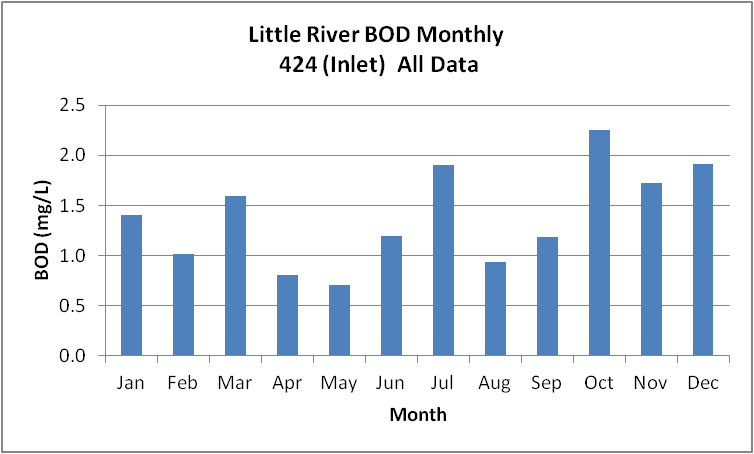 Little River BOD Monthly
424 (Inlet)  All Data
BOD (mg/L)
2.5
2.0
1.5
1.0
0.5
0.0
Jan Feb Mar Apr May Jun Jul Aug Sep Oct Nov Dec
Month